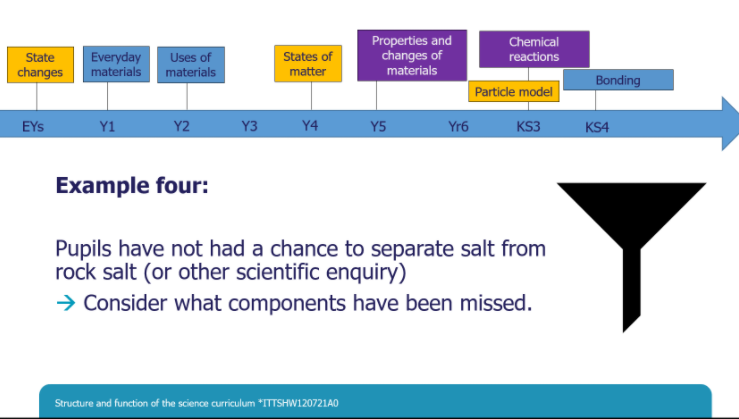 State
changes
Everyday
materials
Uses of
materials
States of
matter
Properties and
changes of
materials
Chemical
reactions
Particle model
Bonding
EYs
Y1
Y2
Y3
Y4
Y5
Yr6
KS3
KS4
Example four:
Pupils have not had a chance to separate salt from
rock salt (or other scientific enquiry)
→ Consider what components have been missed.
Structure and function of the science curriculum *ITTSHW120721A0